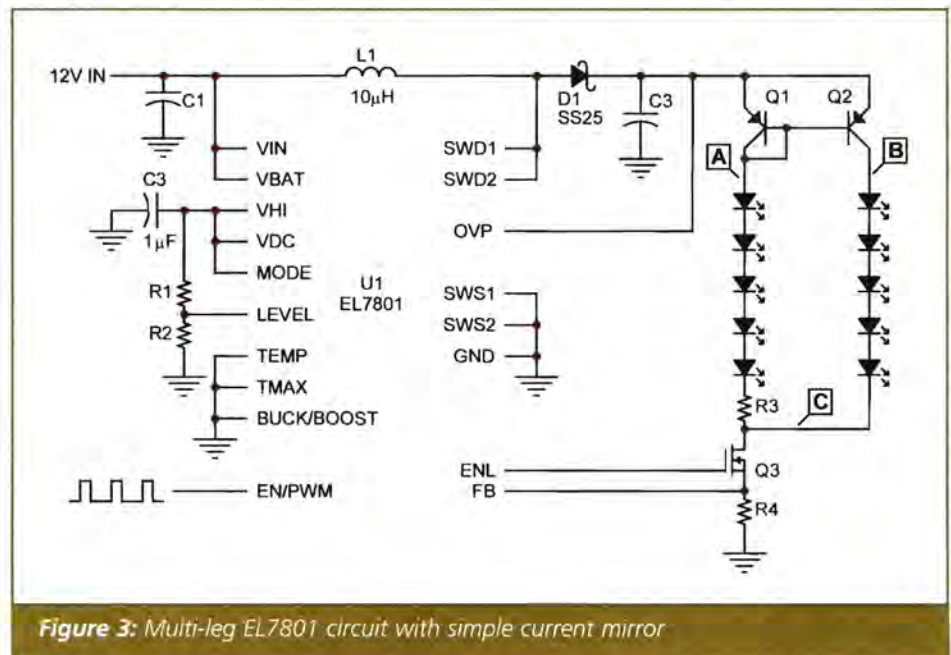 L1
12V IN
10µH
C1
D1
SS25
C3
Q1
Q2
A
B
VIN
VBAT
SWD1
SWD2
C3
1µF
VHI
VDC
MODE
OVP
R1
LEVEL
R2
U1
EL7801
SWS1
SWS2
GND
TEMP
TMAX
BUCK/BOOST
R3
C
EN/PWM
ENL
FB
Q3
R4
Figure 3: Multi-leg EL7801 circuit with simple current mirror